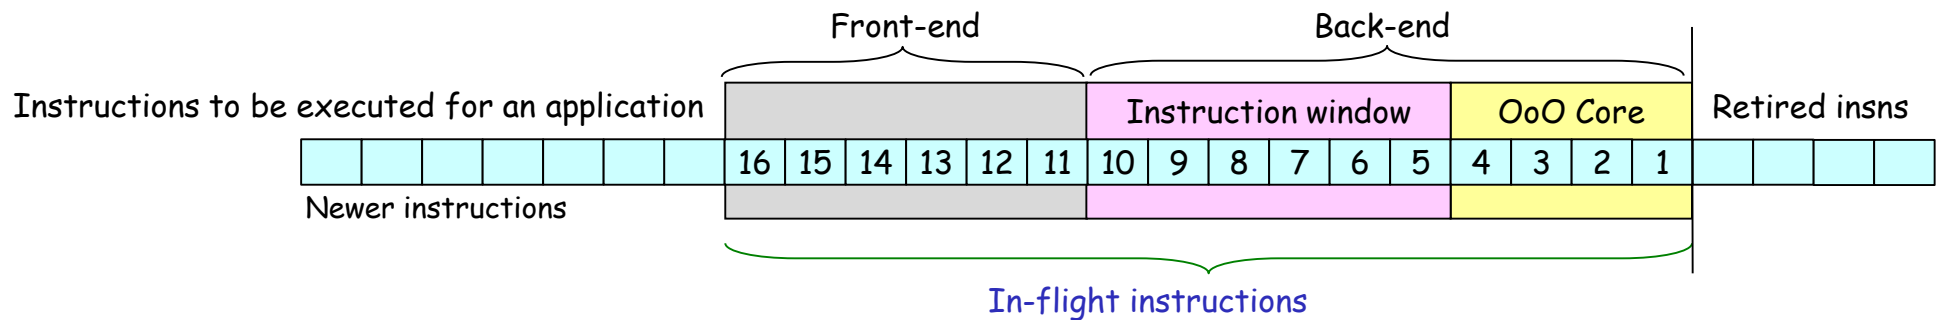 Front-end
Back-end
Instructions to be executed for an application
Instruction window
OoO Core
Retired insns
16 15 14 13 12 11 10 9 8 7 6 5 4 3 2 1
Newer instructions
In-flight instructions